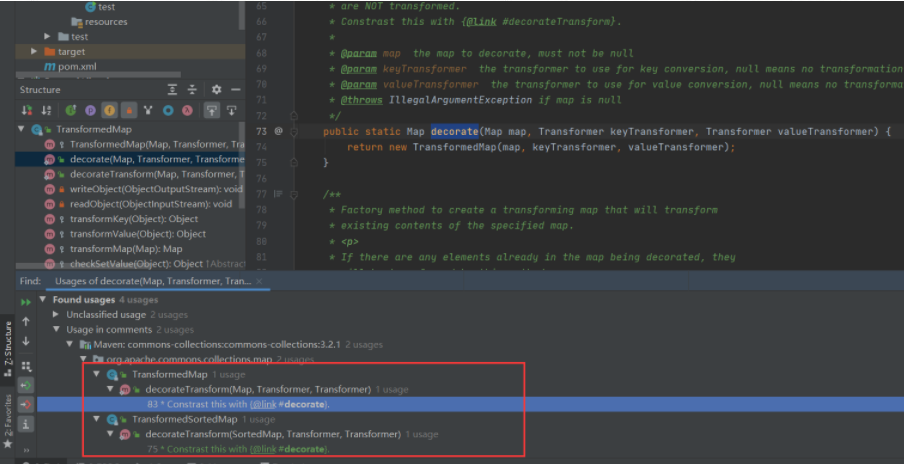 test
resources
test
target
pom.xml
Structure
TransformedMap
TransformedMap(Map, Transformer, Tra
decorate(Map, Transformer, Transforme
decorateTransform(Map, Transformer, T
writeObject(ObjectOutputStream): void
readObject(ObjectInputStream): void
transformKey(Object): Object
transformValue(Object): Object
transformMap(Map): Map
checkSetValue(Object): Object ↑Abstrac
65 * are NOT transformed.
66 * Constrast this with {@link #decorateTransform}.
67 *
68 * @param map the map to decorate, must not be null
69 * @param keyTransformer the transformer to use for key conversion, null means no transformation
70 * @param valueTransformer the transformer to use for value conversion, null means no transforma
71 * @throws IllegalArgumentException if map is null
72 */
73 @ public static Map decorate(Map map, Transformer keyTransformer, Transformer valueTransformer) {
74 return new TransformedMap(map, keyTransformer, valueTransformer);
75 }
76
77 /**
78 * Factory method to create a transforming map that will transform
79 * existing contents of the specified map.
80 * <p>
81 * If there are any elements already in the map being decorated, they
Find: Usages of decorate(Map, Transformer, Tran... ×
Found usages 4 usages
Unclassified usage 2 usages
Usage in comments 2 usages
Maven: commons-collections:commons-collections:3.2.1 2 usages
org.apache.commons.collections.map 2 usages
TransformedMap 1 usage
decorateTransform(Map, Transformer, Transformer) 1 usage
83 * Constrast this with {@link #decorate}.
TransformedSortedMap 1 usage
decorateTransform(SortedMap, Transformer, Transformer) 1 usage
75 * Constrast this with {@link #decorate}.
Z: Structure
2: Favorites